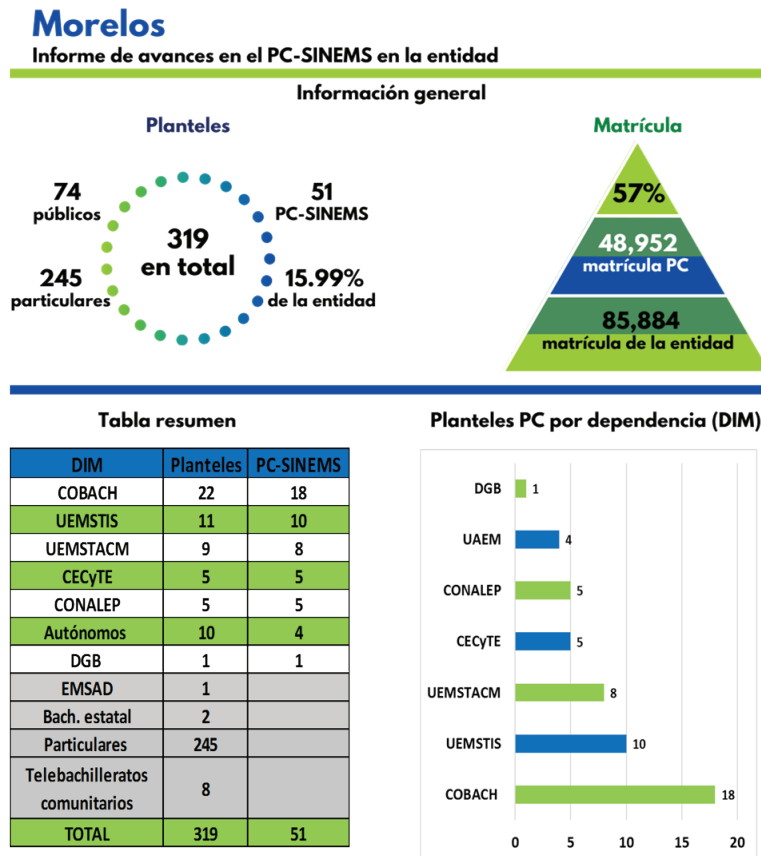 Morelos
Informe de avances en el PC-SINEMS en la entidad
Información general
Planteles
74
públicos
245
particulares
319
en total
51
PC-SINEMS
15.99%
de la entidad
Matrícula
57%
48,952
matrícula PC
85,884
matrícula de la entidad
Tabla resumen
DIM Planteles PC-SINEMS
COBACH 22 18
UEMSTIS 11 10
UEMSTACM 9 8
CECyTE 5 5
CONALEP 5 5
Autónomos 10 4
DGB 1 1
EMSAD 1
Bach. estatal 2
Particulares 245
Telebachilleratos
comunitarios 8
TOTAL 319 51
Planteles PC por dependencia (DIM)
DGB 1
UAEM 4
CONALEP 5
CECyTE 5
UEMSTACM 8
UEMSTIS 10
COBACH 18
0 5 10 15 20